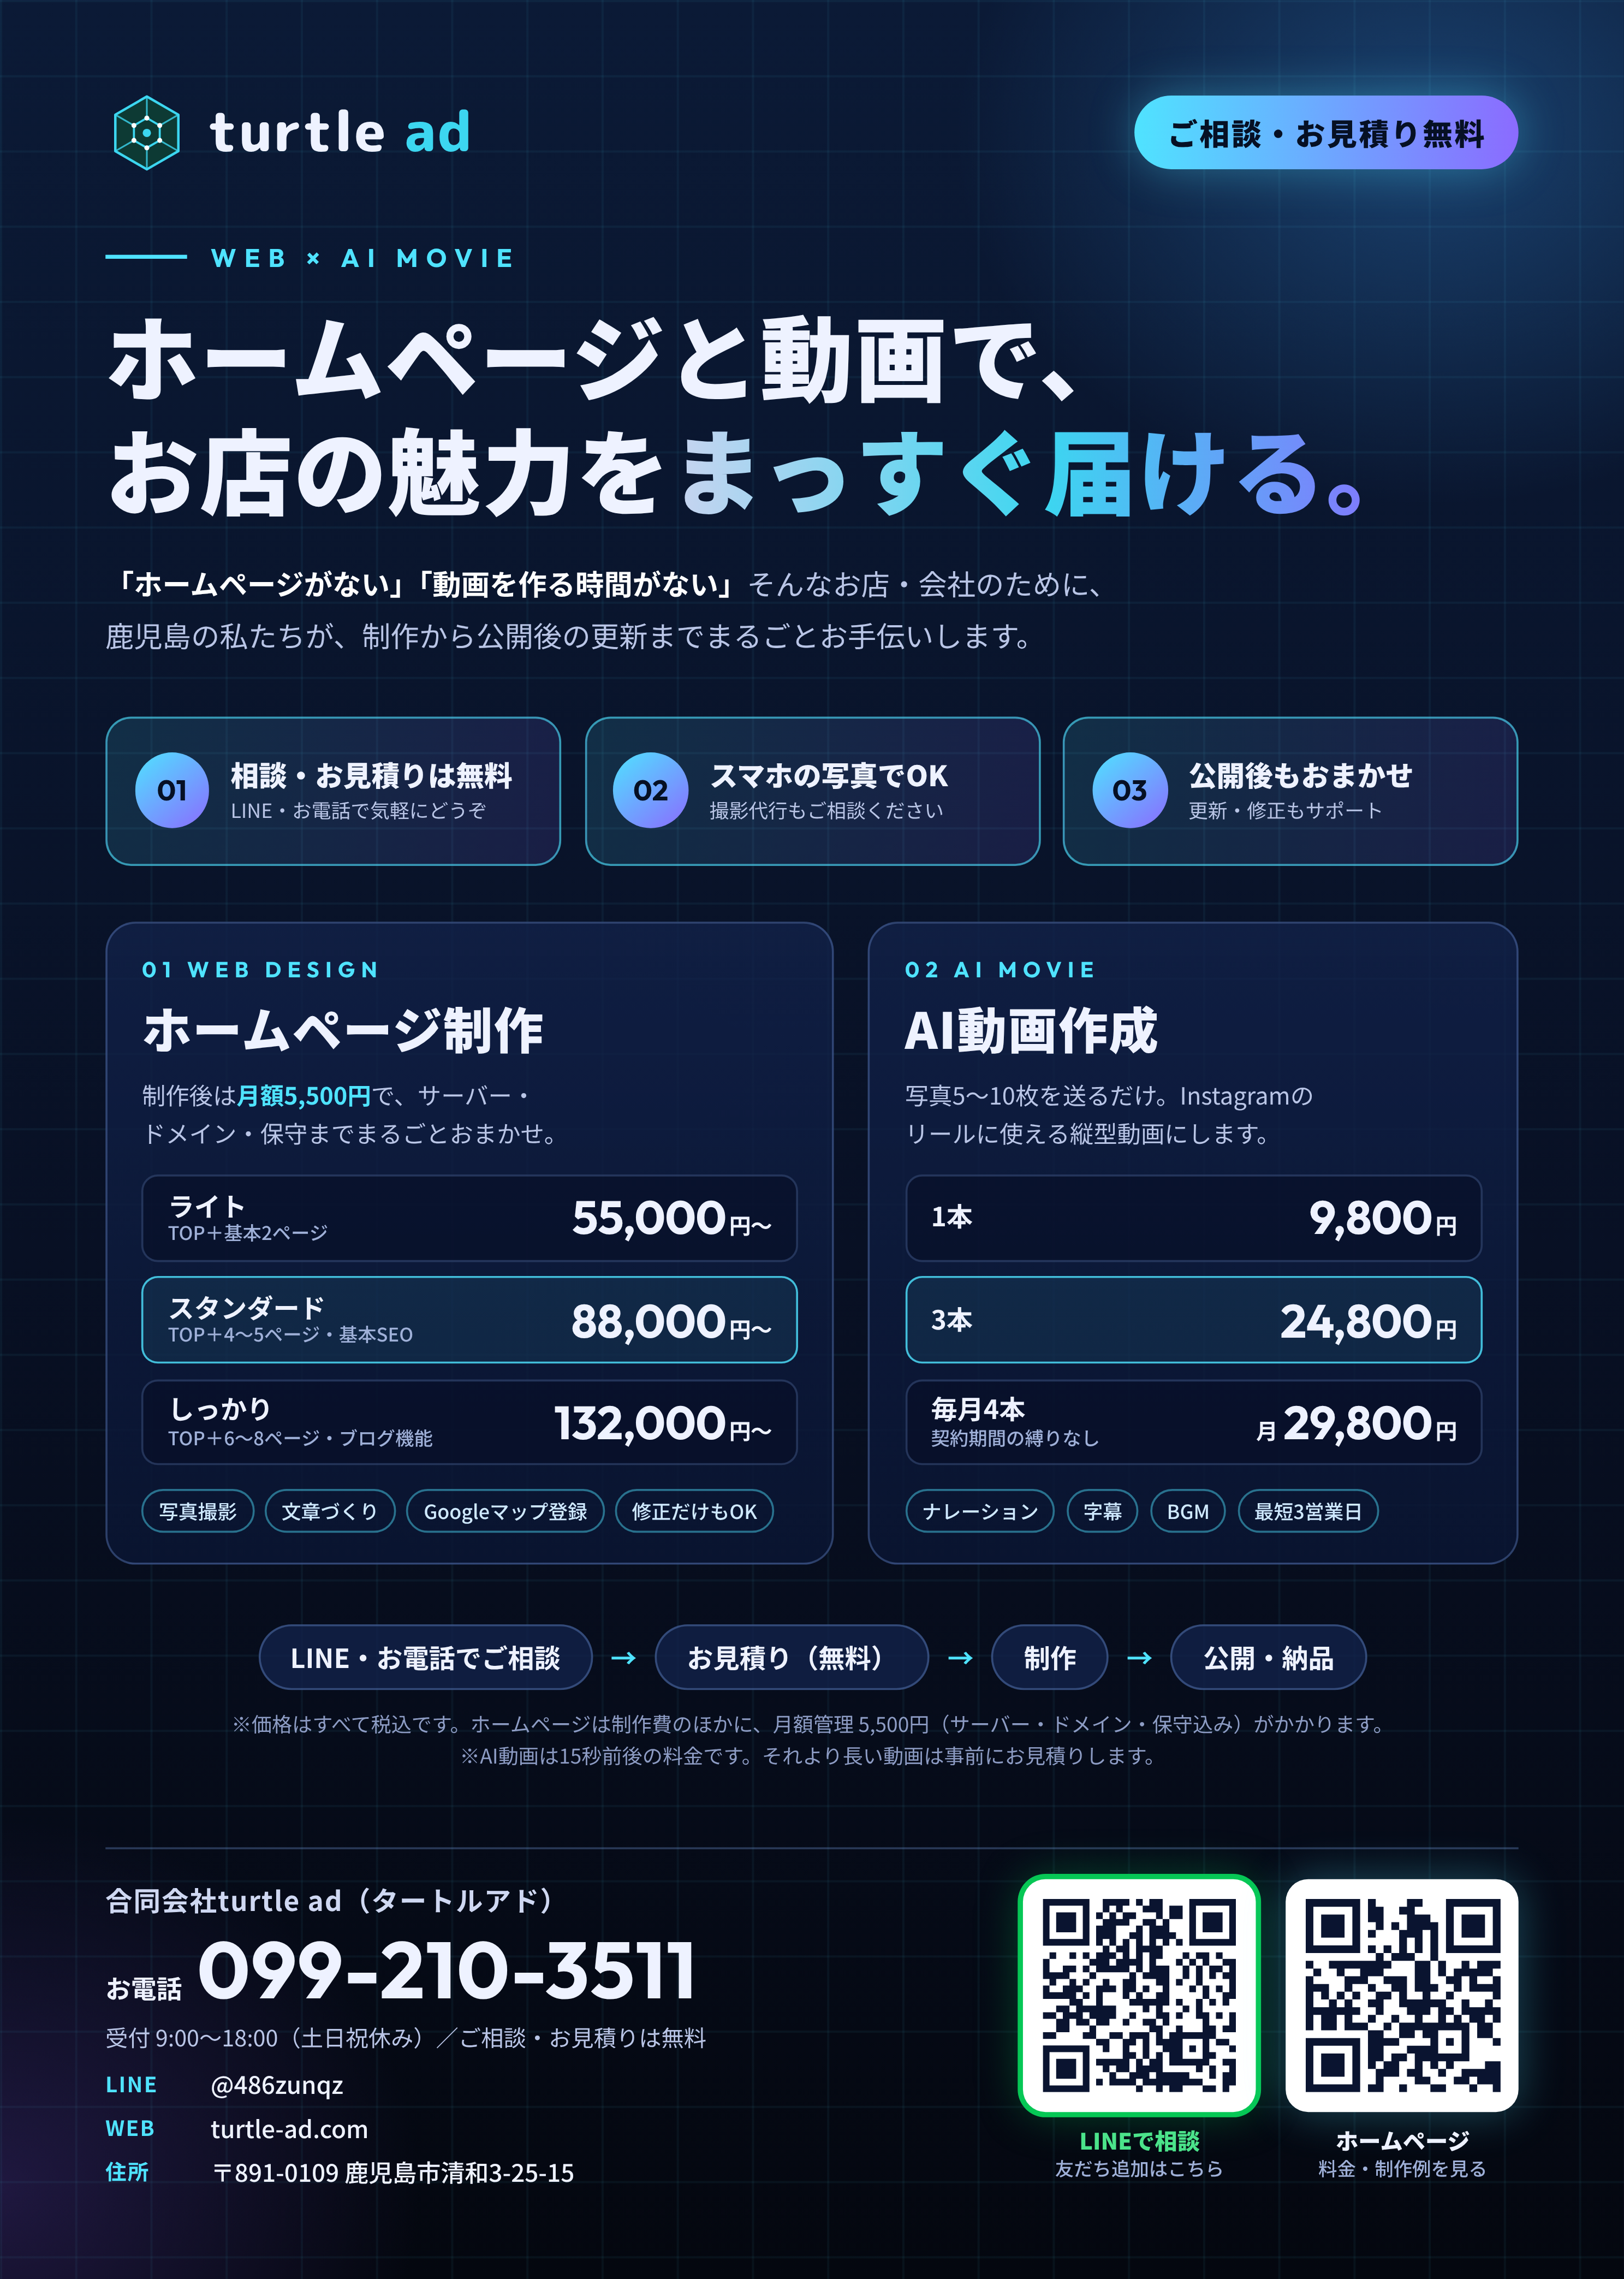 turtle ad
ご相談・お見積り無料
WEB × AI MOVIE
ホームページと動画で、
お店の魅力をまっすぐ届ける。
「ホームページがない」「動画を作る時間がない」そんなお店・会社のために、
鹿児島の私たちが、制作から公開後の更新までまるごとお手伝いします。
01
相談・お見積りは無料
LINE・お電話で気軽にどうぞ
02
スマホの写真でOK
撮影代行もご相談ください
03
公開後もおまかせ
更新・修正もサポート
01 WEB DESIGN
ホームページ制作
制作後は月額5,500円で、サーバー・
ドメイン・保守までまるごとおまかせ。
ライト
TOP+基本2ページ
55,000円〜
スタンダード
TOP+4〜5ページ・基本SEO
88,000円〜
しっかり
TOP+6〜8ページ・ブログ機能
132,000円〜
写真撮影 文章づくり Googleマップ登録 修正だけもOK
02 AI MOVIE
AI動画作成
写真5〜10枚を送るだけ。Instagramの
リールに使える縦型動画にします。
1本 9,800円
3本 24,800円
毎月4本
契約期間の縛りなし
月29,800円
ナレーション 字幕 BGM 最短3営業日
LINE・お電話でご相談 → お見積り（無料） → 制作 → 公開・納品
※価格はすべて税込です。ホームページは制作費のほかに、月額管理 5,500円（サーバー・ドメイン・保守込み）がかかります。
※AI動画は15秒前後の料金です。それより長い動画は事前にお見積りします。
合同会社turtle ad（タートルアド）
お電話 099-210-3511
受付 9:00〜18:00（土日祝休み）／ご相談・お見積りは無料
LINE @486zunqz
WEB turtle-ad.com
住所 〒891-0109 鹿児島市清和3-25-15
LINEで相談
友だち追加はこちら
ホームページ
料金・制作例を見る